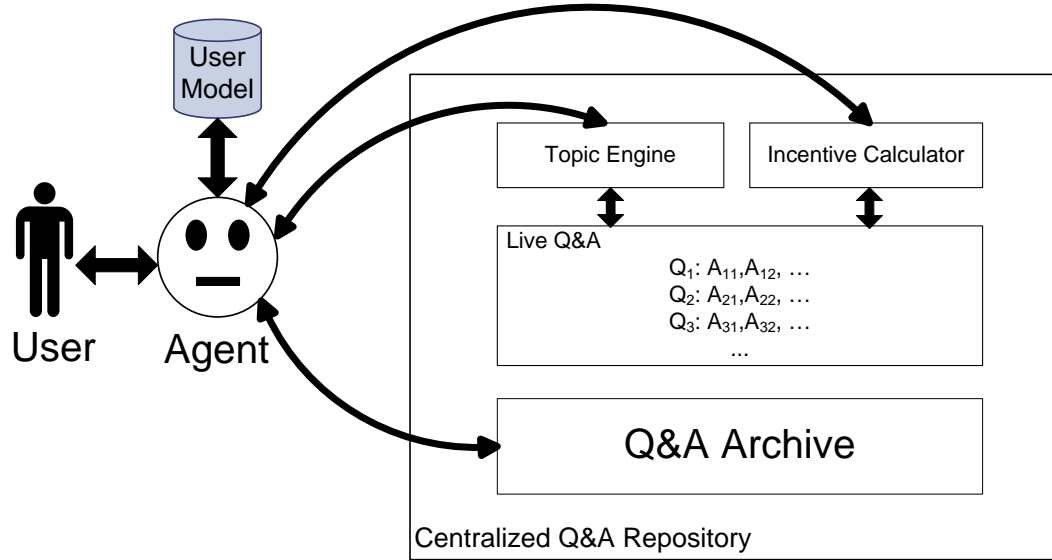 User
Model
User
Agent
Topic Engine
Incentive Calculator
Live Q&A
Q₁: A₁₁,A₁₂, …
Q₂: A₂₁,A₂₂, …
Q₃: A₃₁,A₃₂, …
...
Q&A Archive
Centralized Q&A Repository